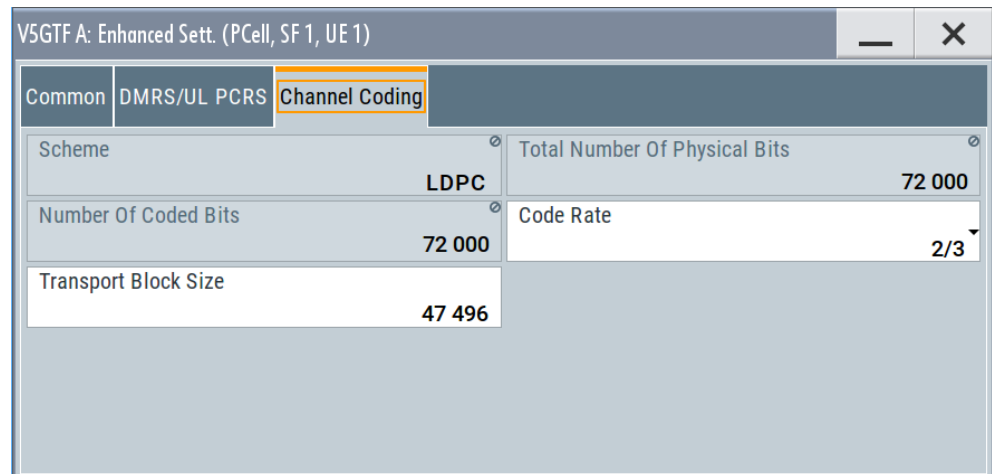 V5GTF A: Enhanced Sett. (PCell, SF 1, UE 1)
Common DMRS/UL PCRS Channel Coding
Scheme
LDPC
Total Number Of Physical Bits
72 000
Number Of Coded Bits
72 000
Code Rate
2/3
Transport Block Size
47 496